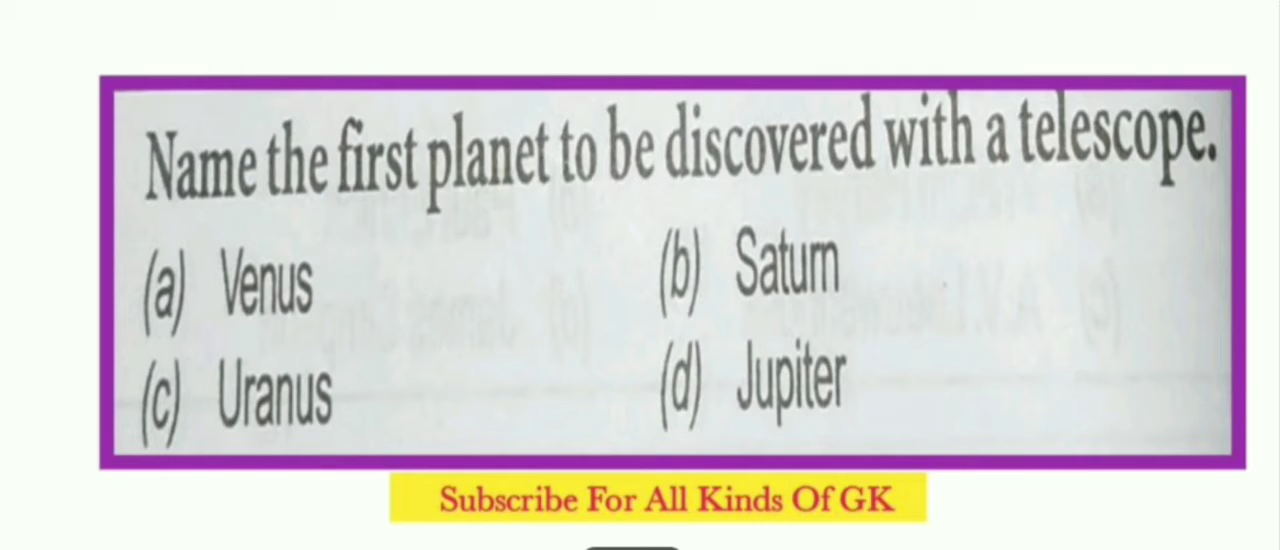 Name the first planet to be discovered with a telescope.
(a) Venus (b) Saturn
(c) Uranus (d) Jupiter
Subscribe For All Kinds Of GK